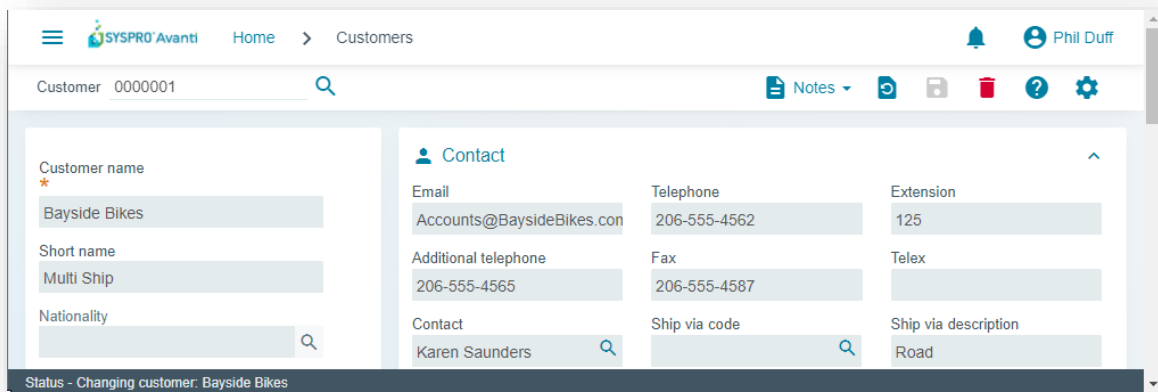 SYSPRO Avanti Home > Customers Phil Duff
Customer 0000001 Notes
Customer name
*
Bayside Bikes
Short name
Multi Ship
Nationality
Contact
Email Telephone Extension
Accounts@BaysideBikes.com 206-555-4562 125
Additional telephone Fax Telex
206-555-4565 206-555-4587
Contact Ship via code Ship via description
Karen Saunders Road
Status - Changing customer: Bayside Bikes